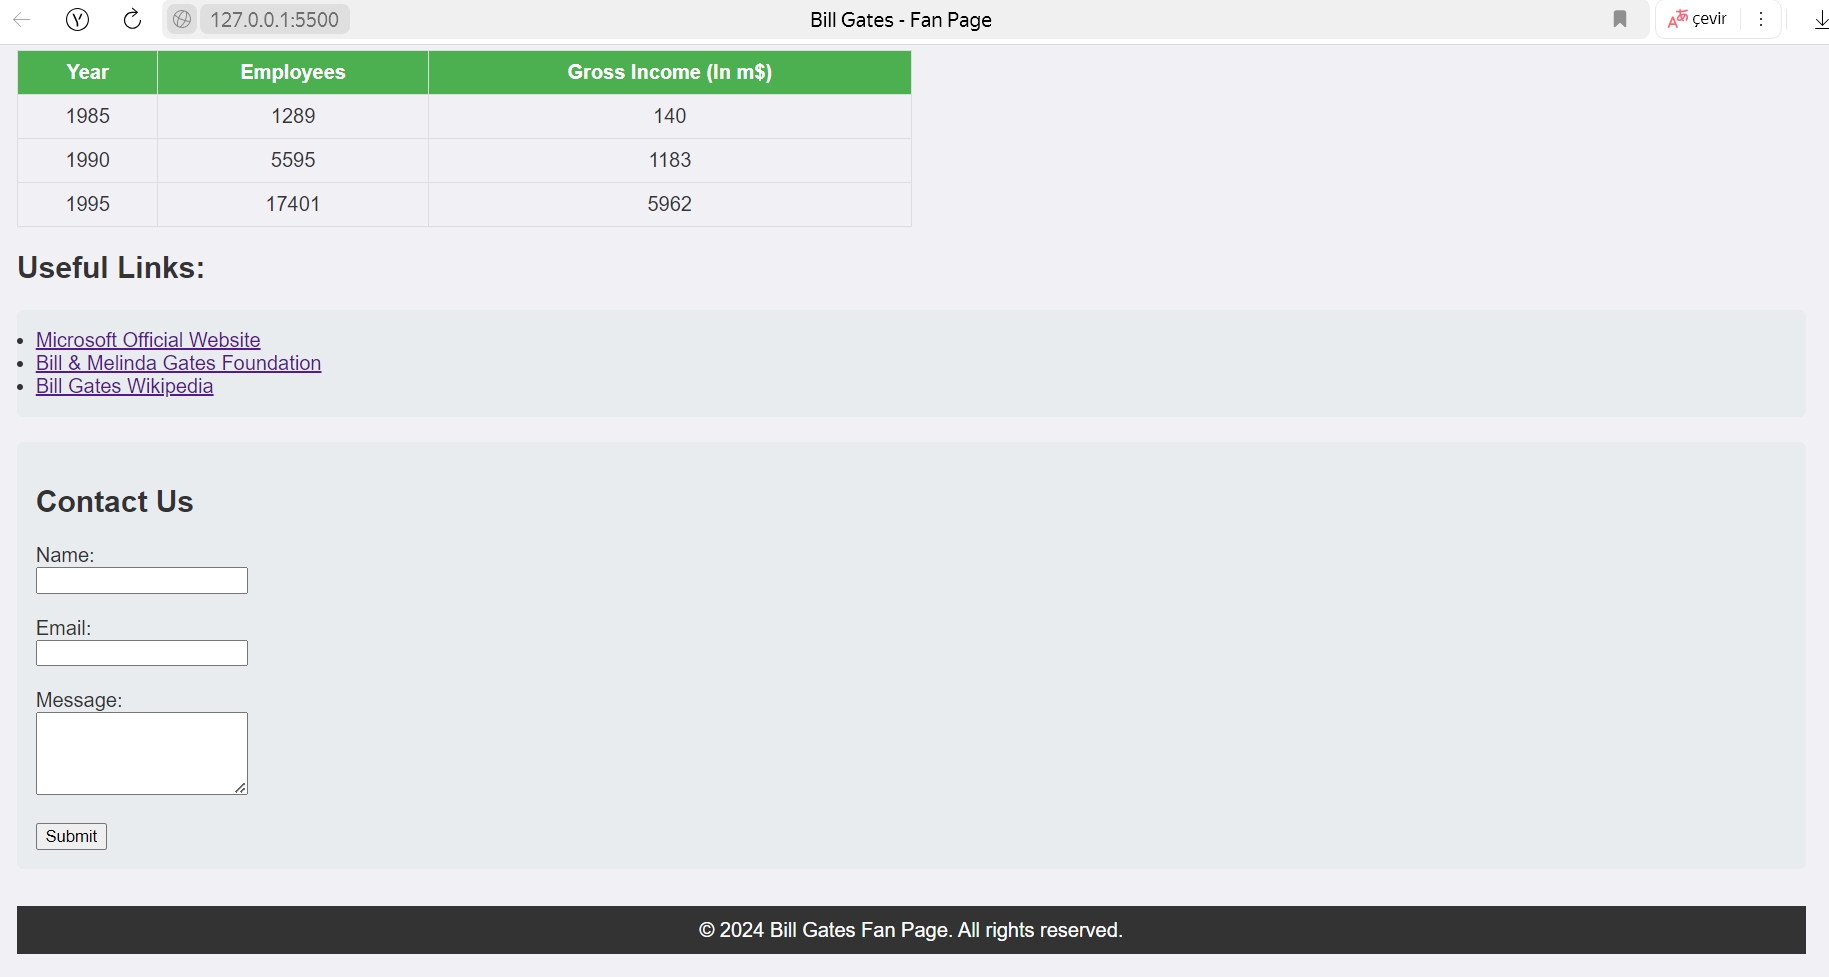 127.0.0.1:5500 Bill Gates - Fan Page çevir
Year Employees Gross Income (In m$)
1985 1289 140
1990 5595 1183
1995 17401 5962
Useful Links:
Microsoft Official Website
Bill & Melinda Gates Foundation
Bill Gates Wikipedia
Contact Us
Name:
Email:
Message:
Submit
© 2024 Bill Gates Fan Page. All rights reserved.